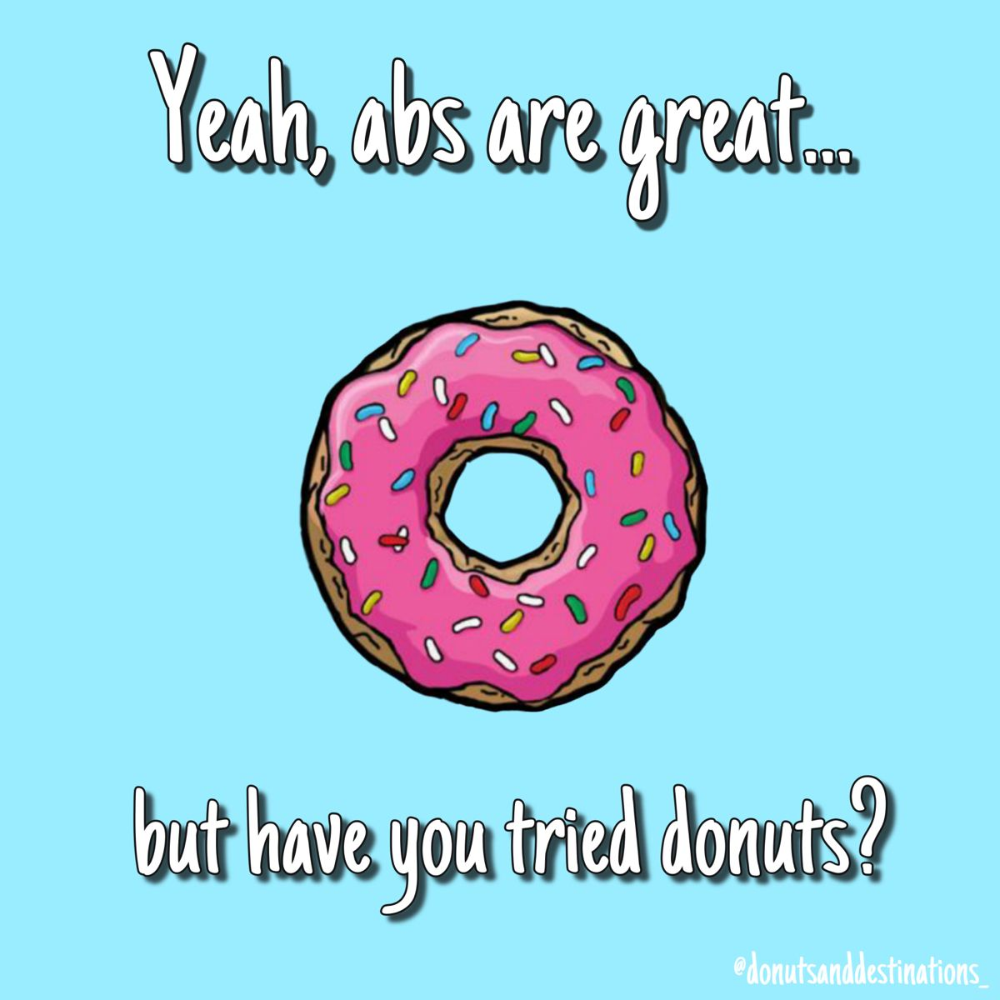 Yeah, abs are great...
but have you tried donuts?
@donutsanddestinations_